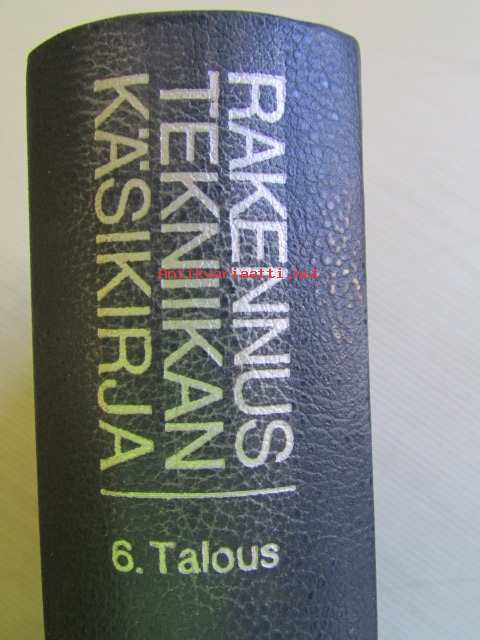 RAKENNUS
TEKNIIKAN
KÄSIKIRJA
6. Talous
Antikvariaatti.net